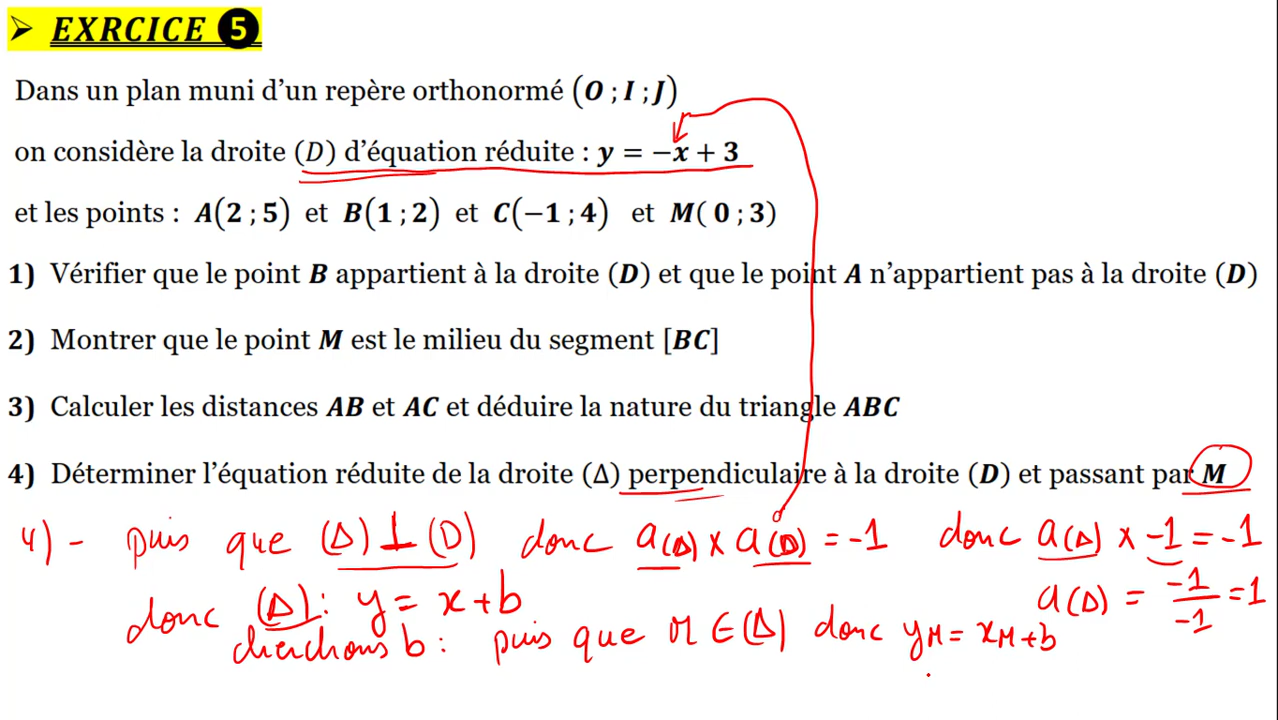 ➢ EXRCICE 5
Dans un plan muni d'un repère orthonormé (O ; I ; J)
on considère la droite (D) d'équation réduite : y = −x + 3
et les points : A(2 ; 5) et B(1 ; 2) et C(−1 ; 4) et M( 0 ; 3)
1) Vérifier que le point B appartient à la droite (D) et que le point A n'appartient pas à la droite (D)
2) Montrer que le point M est le milieu du segment [BC]
3) Calculer les distances AB et AC et déduire la nature du triangle ABC
4) Déterminer l'équation réduite de la droite (Δ) perpendiculaire à la droite (D) et passant par M
4) - puis que (Δ) ⊥ (D) donc a(Δ) × a(D) = -1 donc a(Δ) × -1 = -1
donc (Δ) : y = x + b a(Δ) = -1/-1 = 1
cherchons b : puis que M ∈ (Δ) donc yM = xM + b